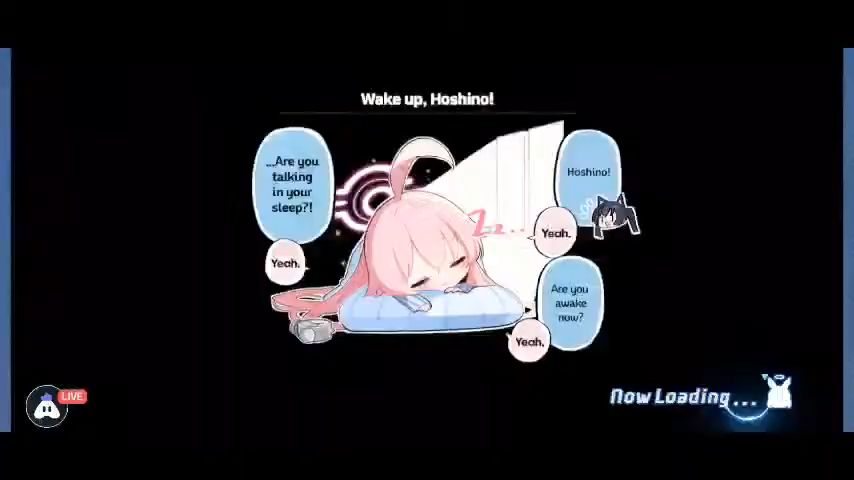 Wake up, Hoshino!
Hoshino!
Yeah.
Are you
awake
now?
Yeah.
...Are you
talking
in your
sleep?!
Yeah.
Zz...
LIVE
Now Loading...